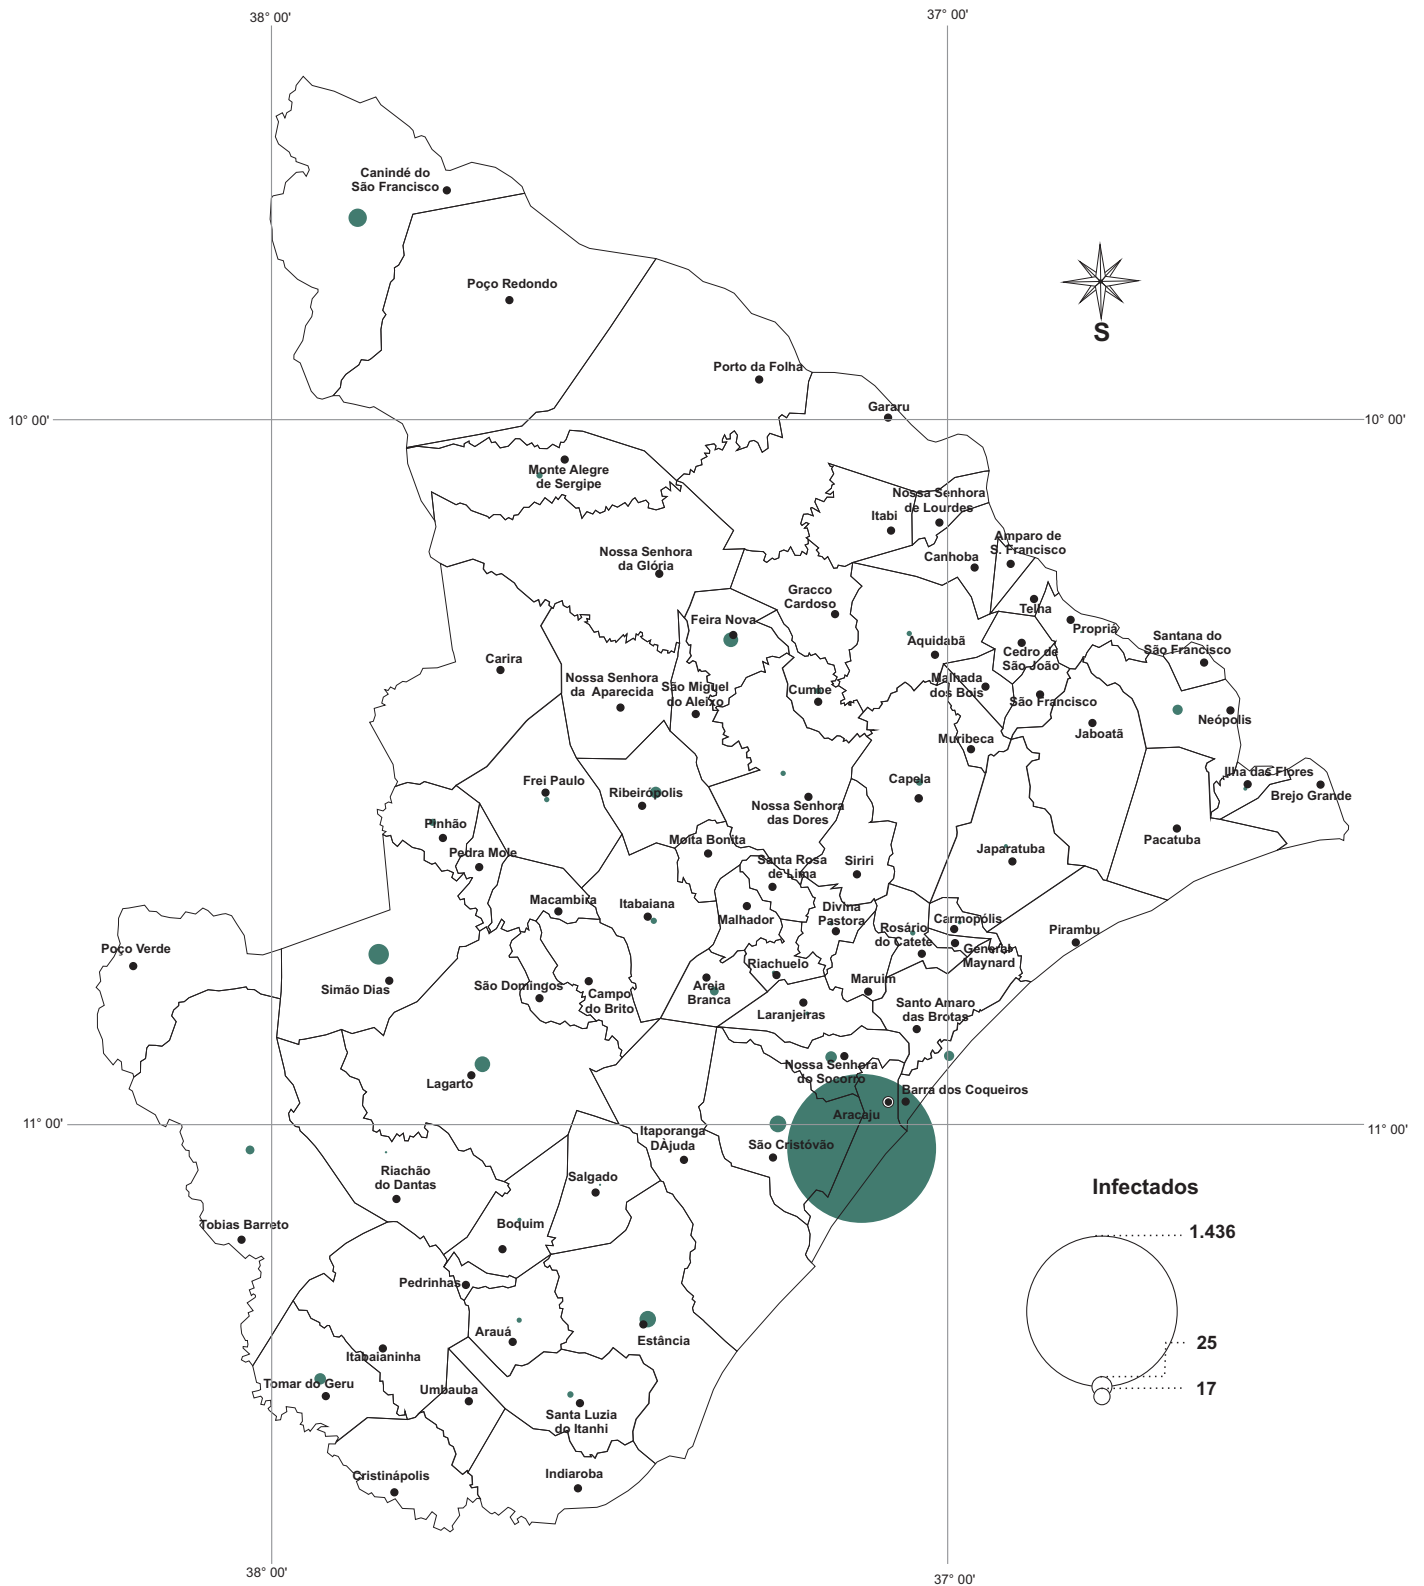 38° 00'
37° 00'
Canindé do
São Francisco
Poço Redondo
S
Porto da Folha
Gararu
10° 00'
10° 00'
Monte Alegre
de Sergipe
Nossa Senhora
de Lourdes
Itabi
Amparo de
S. Francisco
Canhoba
Nossa Senhora
da Glória
Gracco
Cardoso
Telha
Feira Nova
Propriá
Aquidabã
Santana do
São Francisco
Cedro de
São João
Carira
Nossa Senhora
da Aparecida
São Miguel
do Aleixo
Cumbe
Malhada
dos Bois
São Francisco
Neópolis
Jaboatã
Muribeca
Frei Paulo
Ribeirópolis
Capela
Ilha das Flores
Brejo Grande
Nossa Senhora
das Dores
Pinhão
Moita Bonita
Pacatuba
Pedra Mole
Japaratuba
Santa Rosa
de Lima
Siriri
Macambira
Itabaiana
Malhador
Divina
Pastora
Carmopólis
Rosário
do Catete
Pirambu
General
Maynard
Poço Verde
Riachuelo
Simão Dias
São Domingos
Campo
do Brito
Areia
Branca
Maruim
Laranjeiras
Santo Amaro
das Brotas
Nossa Senhora
do Socorro
Lagarto
Barra dos Coqueiros
Aracaju
11° 00'
11° 00'
Itaporanga
DÀjuda
São Cristóvão
Riachão
do Dantas
Salgado
Infectados
Tobias Barreto
Boquim
1.436
Pedrinhas
Arauá
Estância
25
Itabaianinha
Tomar do Geru
Umbauba
17
Santa Luzia
do Itanhi
Cristinápolis
Indiaroba
38° 00'
37° 00'